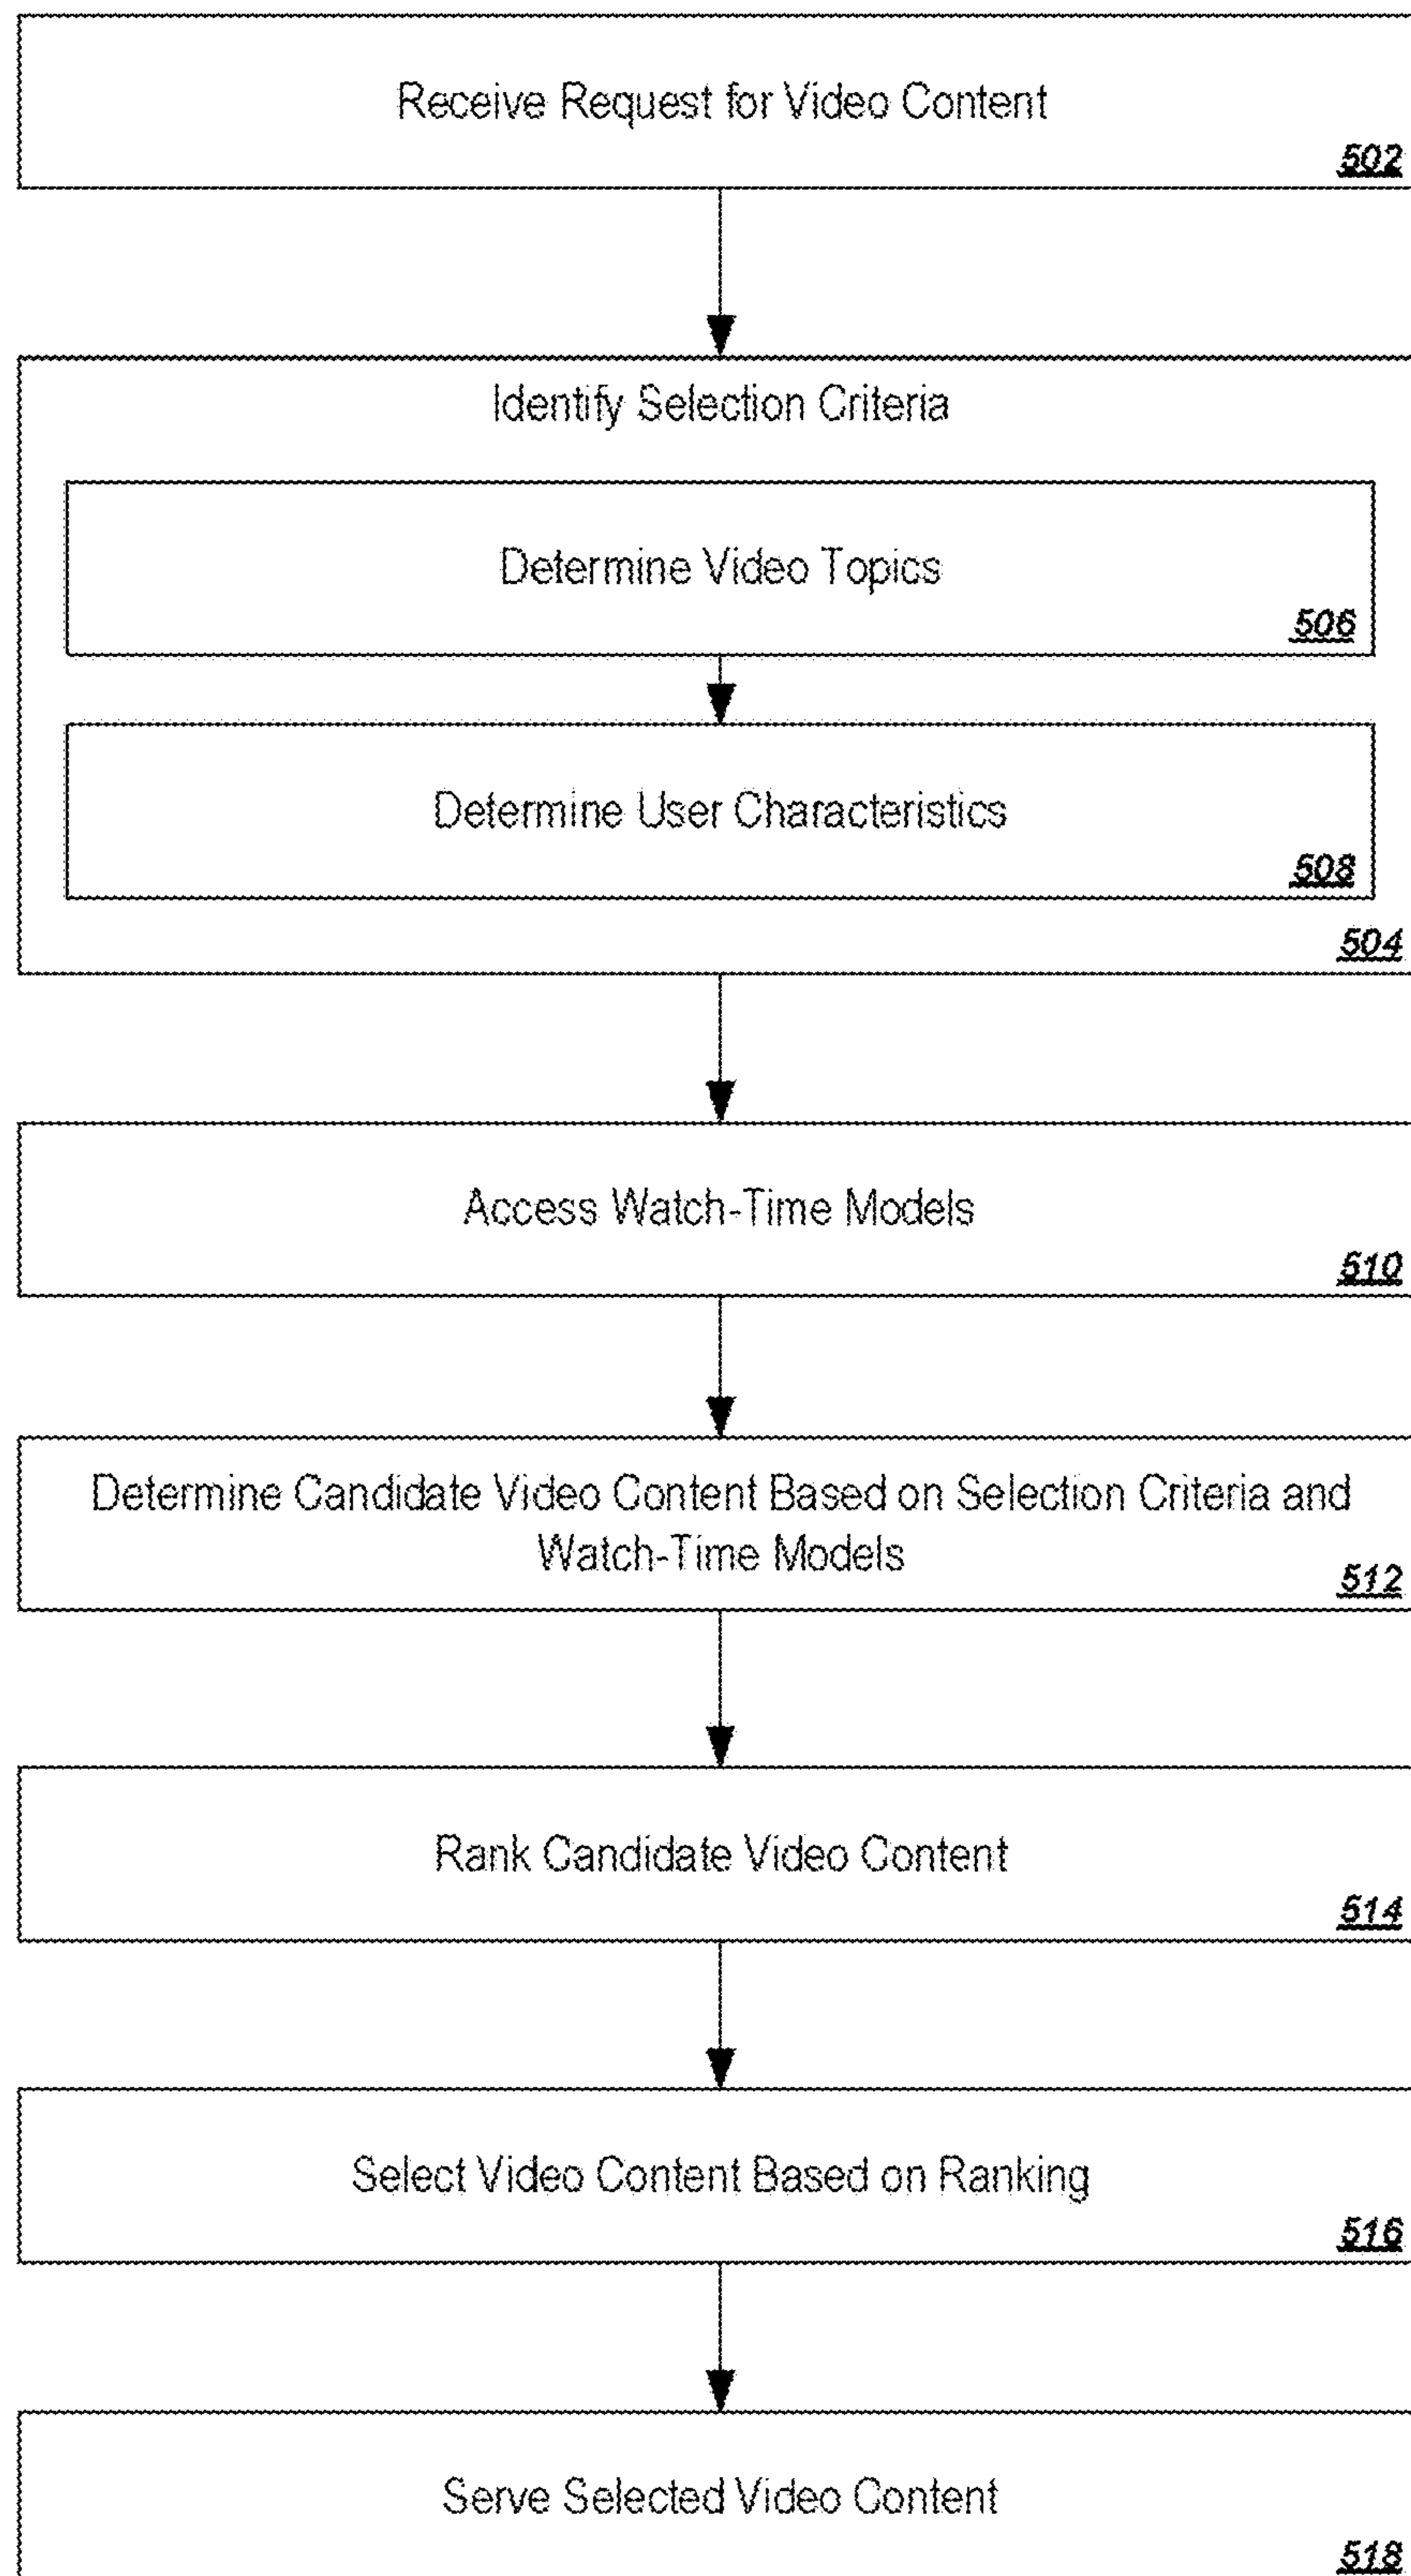 Receive Request for Video Content
502
Identify Selection Criteria
Determine Video Topics
506
Determine User Characteristics
508
504
Access Watch-Time Models
510
Determine Candidate Video Content Based on Selection Criteria and
Watch-Time Models
512
Rank Candidate Video Content
514
Select Video Content Based on Ranking
516
Serve Selected Video Content
518